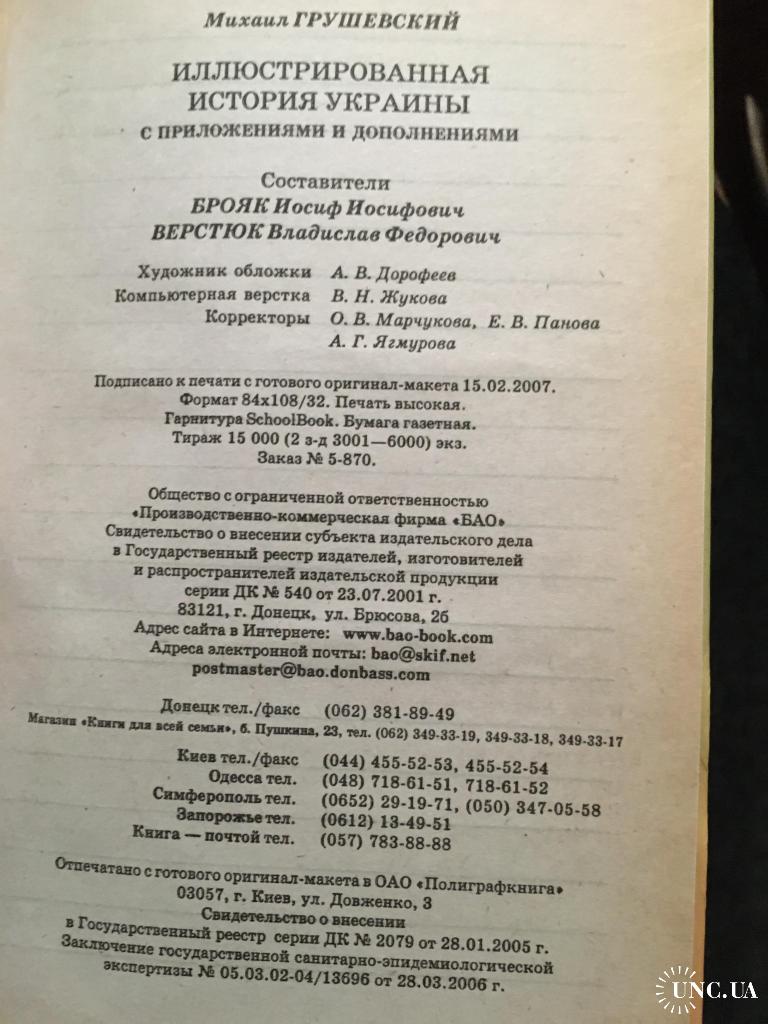 Михаил ГРУШЕВСКИЙ
ИЛЛЮСТРИРОВАННАЯ
ИСТОРИЯ УКРАИНЫ
С ПРИЛОЖЕНИЯМИ И ДОПОЛНЕНИЯМИ
Составители
БРОЯК Иосиф Иосифович
ВЕРСТЮК Владислав Федорович
Художник обложки А. В. Дорофеев
Компьютерная верстка В. Н. Жукова
Корректоры О. В. Марчукова, Е. В. Панова
А. Г. Ягмурова
Подписано к печати с готового оригинал-макета 15.02.2007.
Формат 84х108/32. Печать высокая.
Гарнитура SchoolBook. Бумага газетная.
Тираж 15 000 (2 з-д 3001—6000) экз.
Заказ № 5-870.
Общество с ограниченной ответственностью
«Производственно-коммерческая фирма «БАО»
Свидетельство о внесении субъекта издательского дела
в Государственный реестр издателей, изготовителей
и распространителей издательской продукции
серии ДК № 540 от 23.07.2001 г.
83121, г. Донецк, ул. Брюсова, 2б
Адрес сайта в Интернете: www.bao-book.com
Адреса электронной почты: bao@skif.net
postmaster@bao.donbass.com
Донецк тел./факс (062) 381-89-49
Магазин «Книги для всей семьи», б. Пушкина, 23, тел. (062) 349-33-19, 349-33-18, 349-33-17
Киев тел./факс (044) 455-52-53, 455-52-54
Одесса тел. (048) 718-61-51, 718-61-52
Симферополь тел. (0652) 29-19-71, (050) 347-05-58
Запорожье тел. (0612) 13-49-51
Книга — почтой тел. (057) 783-88-88
Отпечатано с готового оригинал-макета в ОАО «Полиграфкнига»
03057, г. Киев, ул. Довженко, 3
Свидетельство о внесении
в Государственный реестр серии ДК № 2079 от 28.01.2005 г.
Заключение государственной санитарно-эпидемиологической
экспертизы № 05.03.02-04/13696 от 28.03.2006 г.
UNC.UA